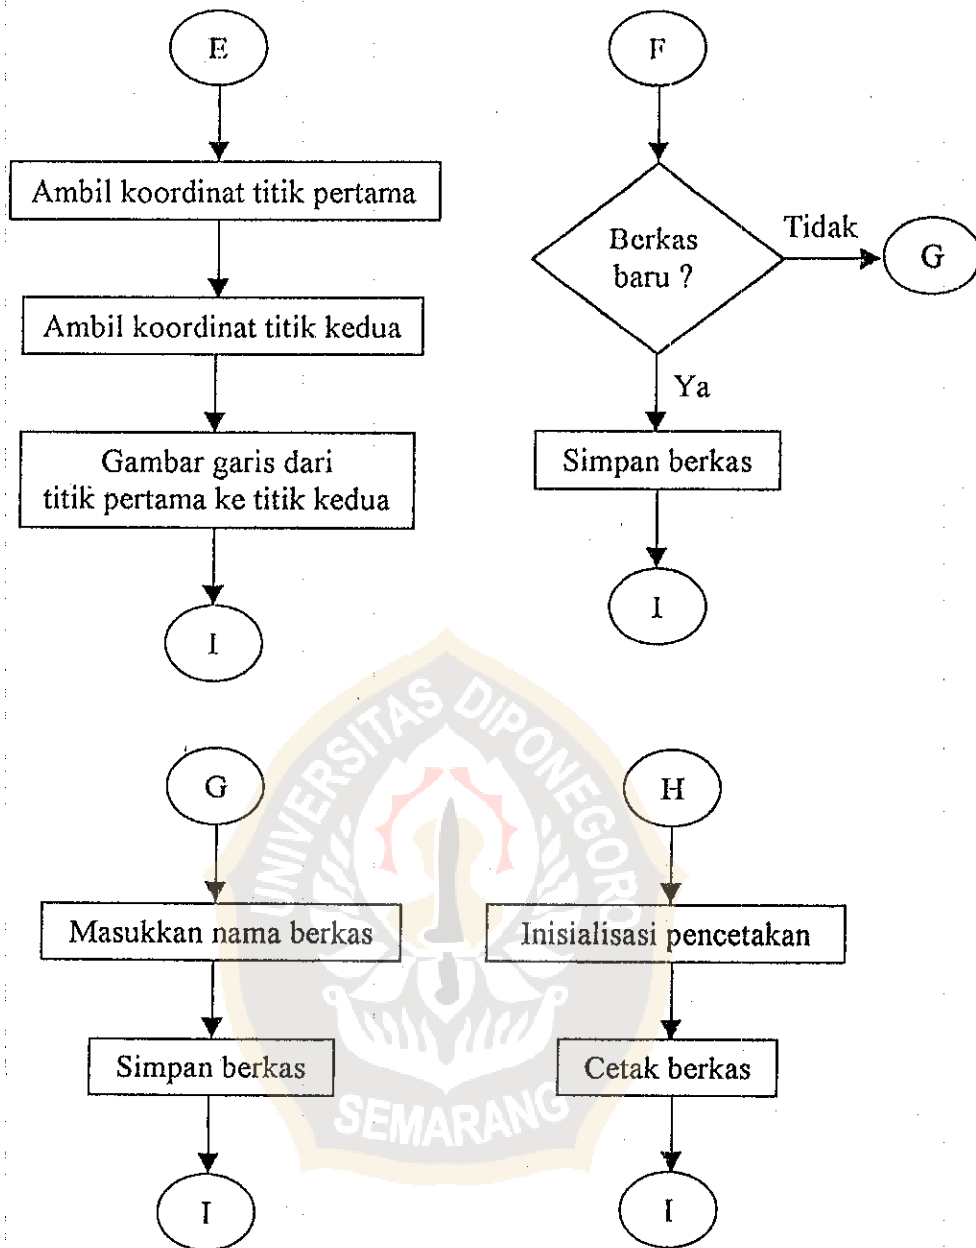 E
Ambil koordinat titik pertama
Ambil koordinat titik kedua
Gambar garis dari
titik pertama ke titik kedua
I
F
Berkas
baru ?
Tidak
G
Ya
Simpan berkas
I
G
Masukkan nama berkas
Simpan berkas
I
H
Inisialisasi pencetakan
Cetak berkas
I
UNIVERSITAS DIPONEGORO
SEMARANG